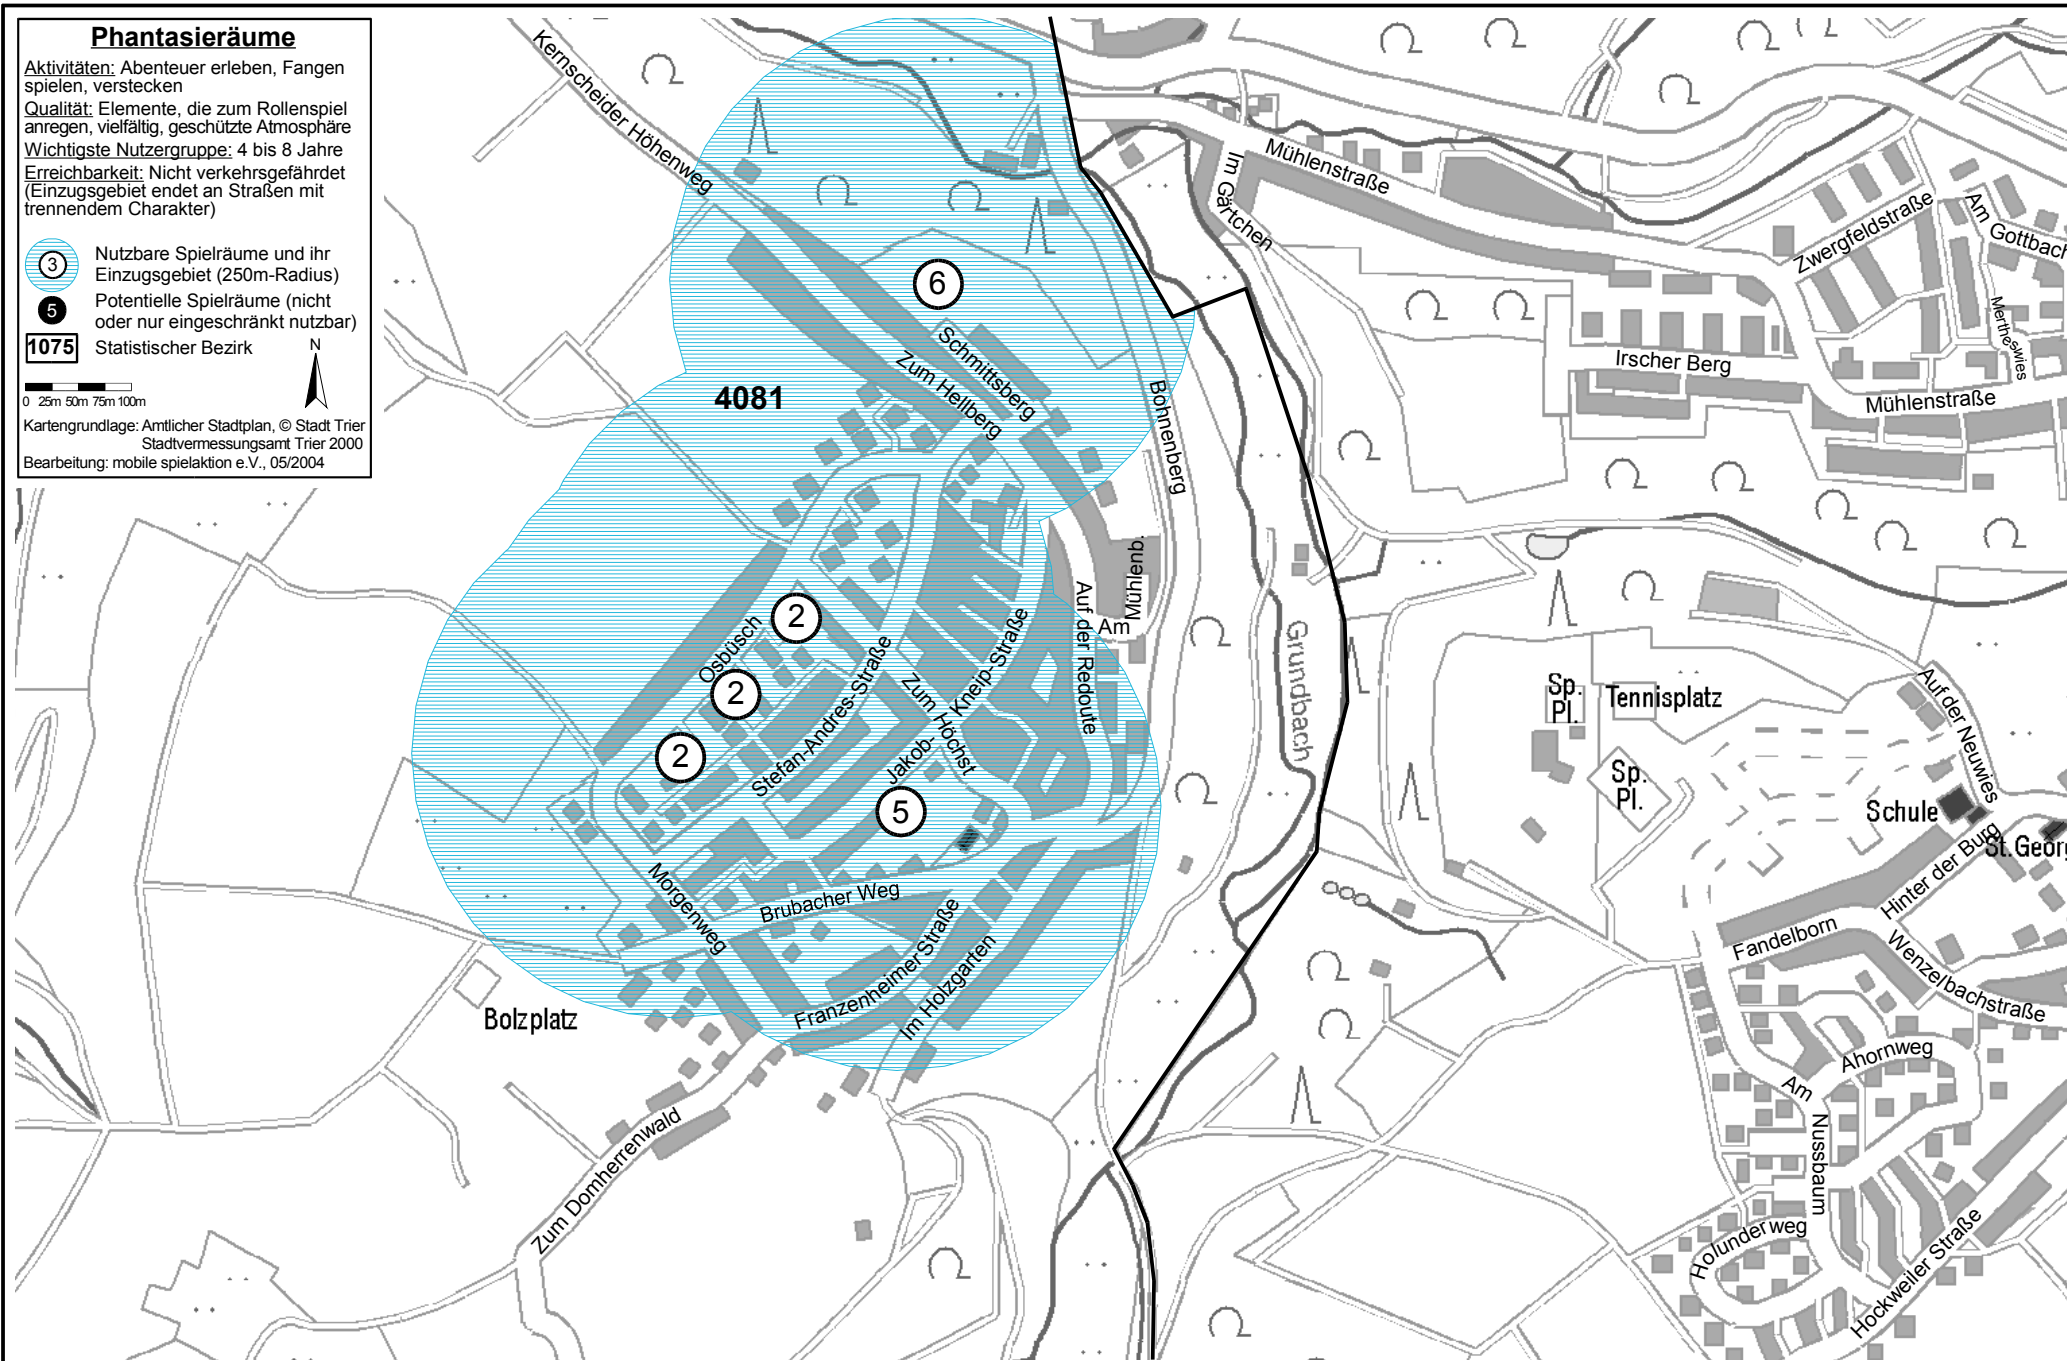 Phantasieräume
Aktivitäten: Abenteuer erleben, Fangen
spielen, verstecken
Qualität: Elemente, die zum Rollenspiel
anregen, vielfältig, geschützte Atmosphäre
Wichtigste Nutzergruppe: 4 bis 8 Jahre
Erreichbarkeit: Nicht verkehrsgefährdet
(Einzugsgebiet endet an Straßen mit
trennendem Charakter)
3
Nutzbare Spielräume und ihr
Einzugsgebiet (250m-Radius)
5
Potentielle Spielräume (nicht
oder nur eingeschränkt nutzbar)
1075
Statistischer Bezirk
N
0 25m 50m 75m 100m
Kartengrundlage: Amtlicher Stadtplan, © Stadt Trier
Stadtvermessungsamt Trier 2000
Bearbeitung: mobile spielaktion e.V., 05/2004
Kernscheider Höhenweg
Mühlenstraße
Im Gärtchen
Zwergfeldstraße
Am
Gottbach
Mertheswies
Irscher Berg
Mühlenstraße
6
Schmittsberg
Zum Hellberg
4081
Bohnenberg
Am
Mühlenb.
Auf der Redoute
2
Osbüsch
2
2
Stefan-Andres-Straße
Zum Höchst
Jakob-Kneip-Straße
5
Grundbach
Sp.
Pl.
Tennisplatz
Sp.
Pl.
Auf der Neuwies
Schule
St.Georg
Hinter der Burg
Fandelborn
Wenzelbachstraße
Morgenweg
Brubacher Weg
Franzenheimer Straße
Im Holzgarten
Bolzplatz
Zum Domherrenwald
Ahornweg
Am
Nussbaum
Holunderweg
Hockweiler Straße